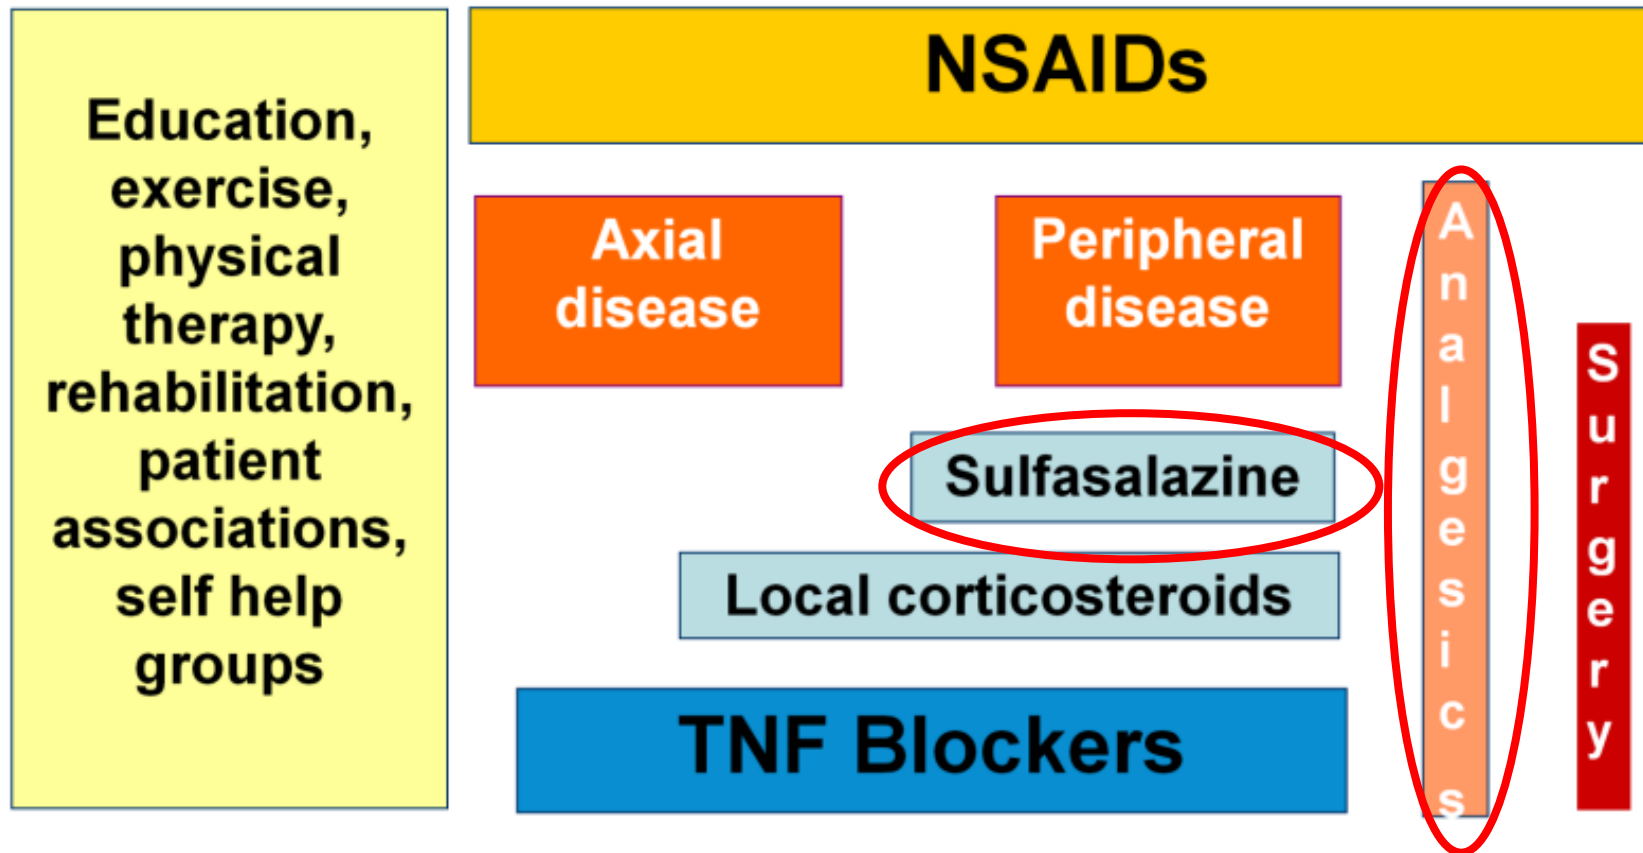 Education,
exercise,
physical
therapy,
rehabilitation,
patient
associations,
self help
groups
NSAIDs
Axial
disease
Peripheral
disease
Sulfasalazine
Local corticosteroids
TNF Blockers
Analgesics
Surgery